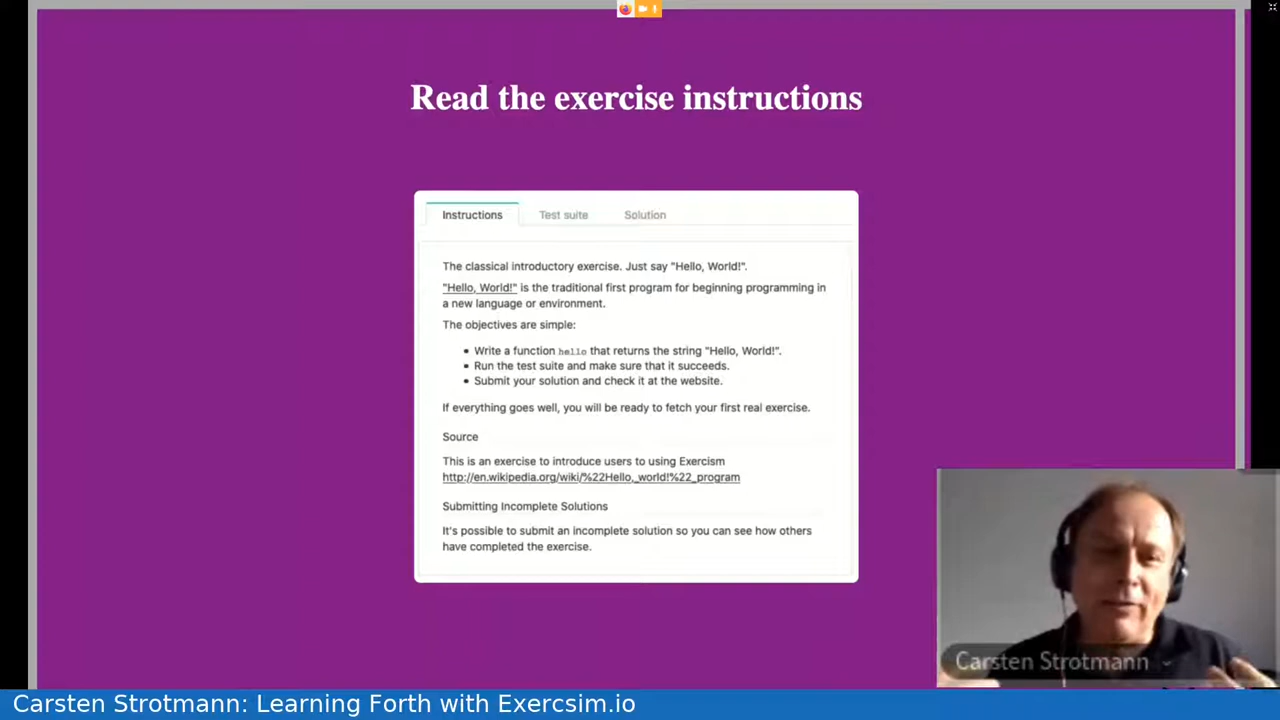 Read the exercise instructions
Instructions Test suite Solution
The classical introductory exercise. Just say "Hello, World!".
"Hello, World!" is the traditional first program for beginning programming in
a new language or environment.
The objectives are simple:
• Write a function hello that returns the string "Hello, World!".
• Run the test suite and make sure that it succeeds.
• Submit your solution and check it at the website.
If everything goes well, you will be ready to fetch your first real exercise.
Source
This is an exercise to introduce users to using Exercism
http://en.wikipedia.org/wiki/%22Hello,_world!%22_program
Submitting Incomplete Solutions
It's possible to submit an incomplete solution so you can see how others
have completed the exercise.
Carsten Strotmann
Carsten Strotmann: Learning Forth with Exercsim.io